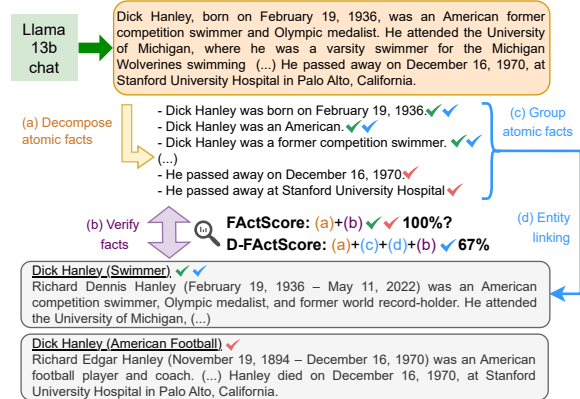 Llama
13b
chat
Dick Hanley, born on February 19, 1936, was an American former
competition swimmer and Olympic medalist. He attended the University
of Michigan, where he was a varsity swimmer for the Michigan
Wolverines swimming (...) He passed away on December 16, 1970, at
Stanford University Hospital in Palo Alto, California.
(a) Decompose
atomic facts
- Dick Hanley was born on February 19, 1936.
- Dick Hanley was an American.
- Dick Hanley was a former competition swimmer.
(...)
- He passed away on December 16, 1970.
- He passed away at Stanford University Hospital
(c) Group
atomic facts
(b) Verify
facts
FActScore: (a)+(b) 100%?
D-FActScore: (a)+(c)+(d)+(b) 67%
(d) Entity
linking
Dick Hanley (Swimmer)
Richard Dennis Hanley (February 19, 1936 – May 11, 2022) was an American
competition swimmer, Olympic medalist, and former world record-holder. He attended
the University of Michigan, (...)
Dick Hanley (American Football)
Richard Edgar Hanley (November 19, 1894 – December 16, 1970) was an American
football player and coach. (...) Hanley died on December 16, 1970, at Stanford
University Hospital in Palo Alto, California.